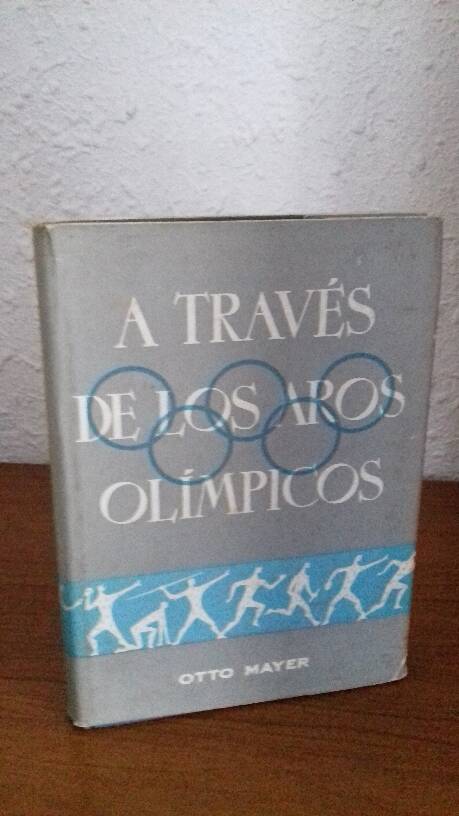 A TRAVÉS
DE LOS AROS
OLÍMPICOS
OTTO MAYER